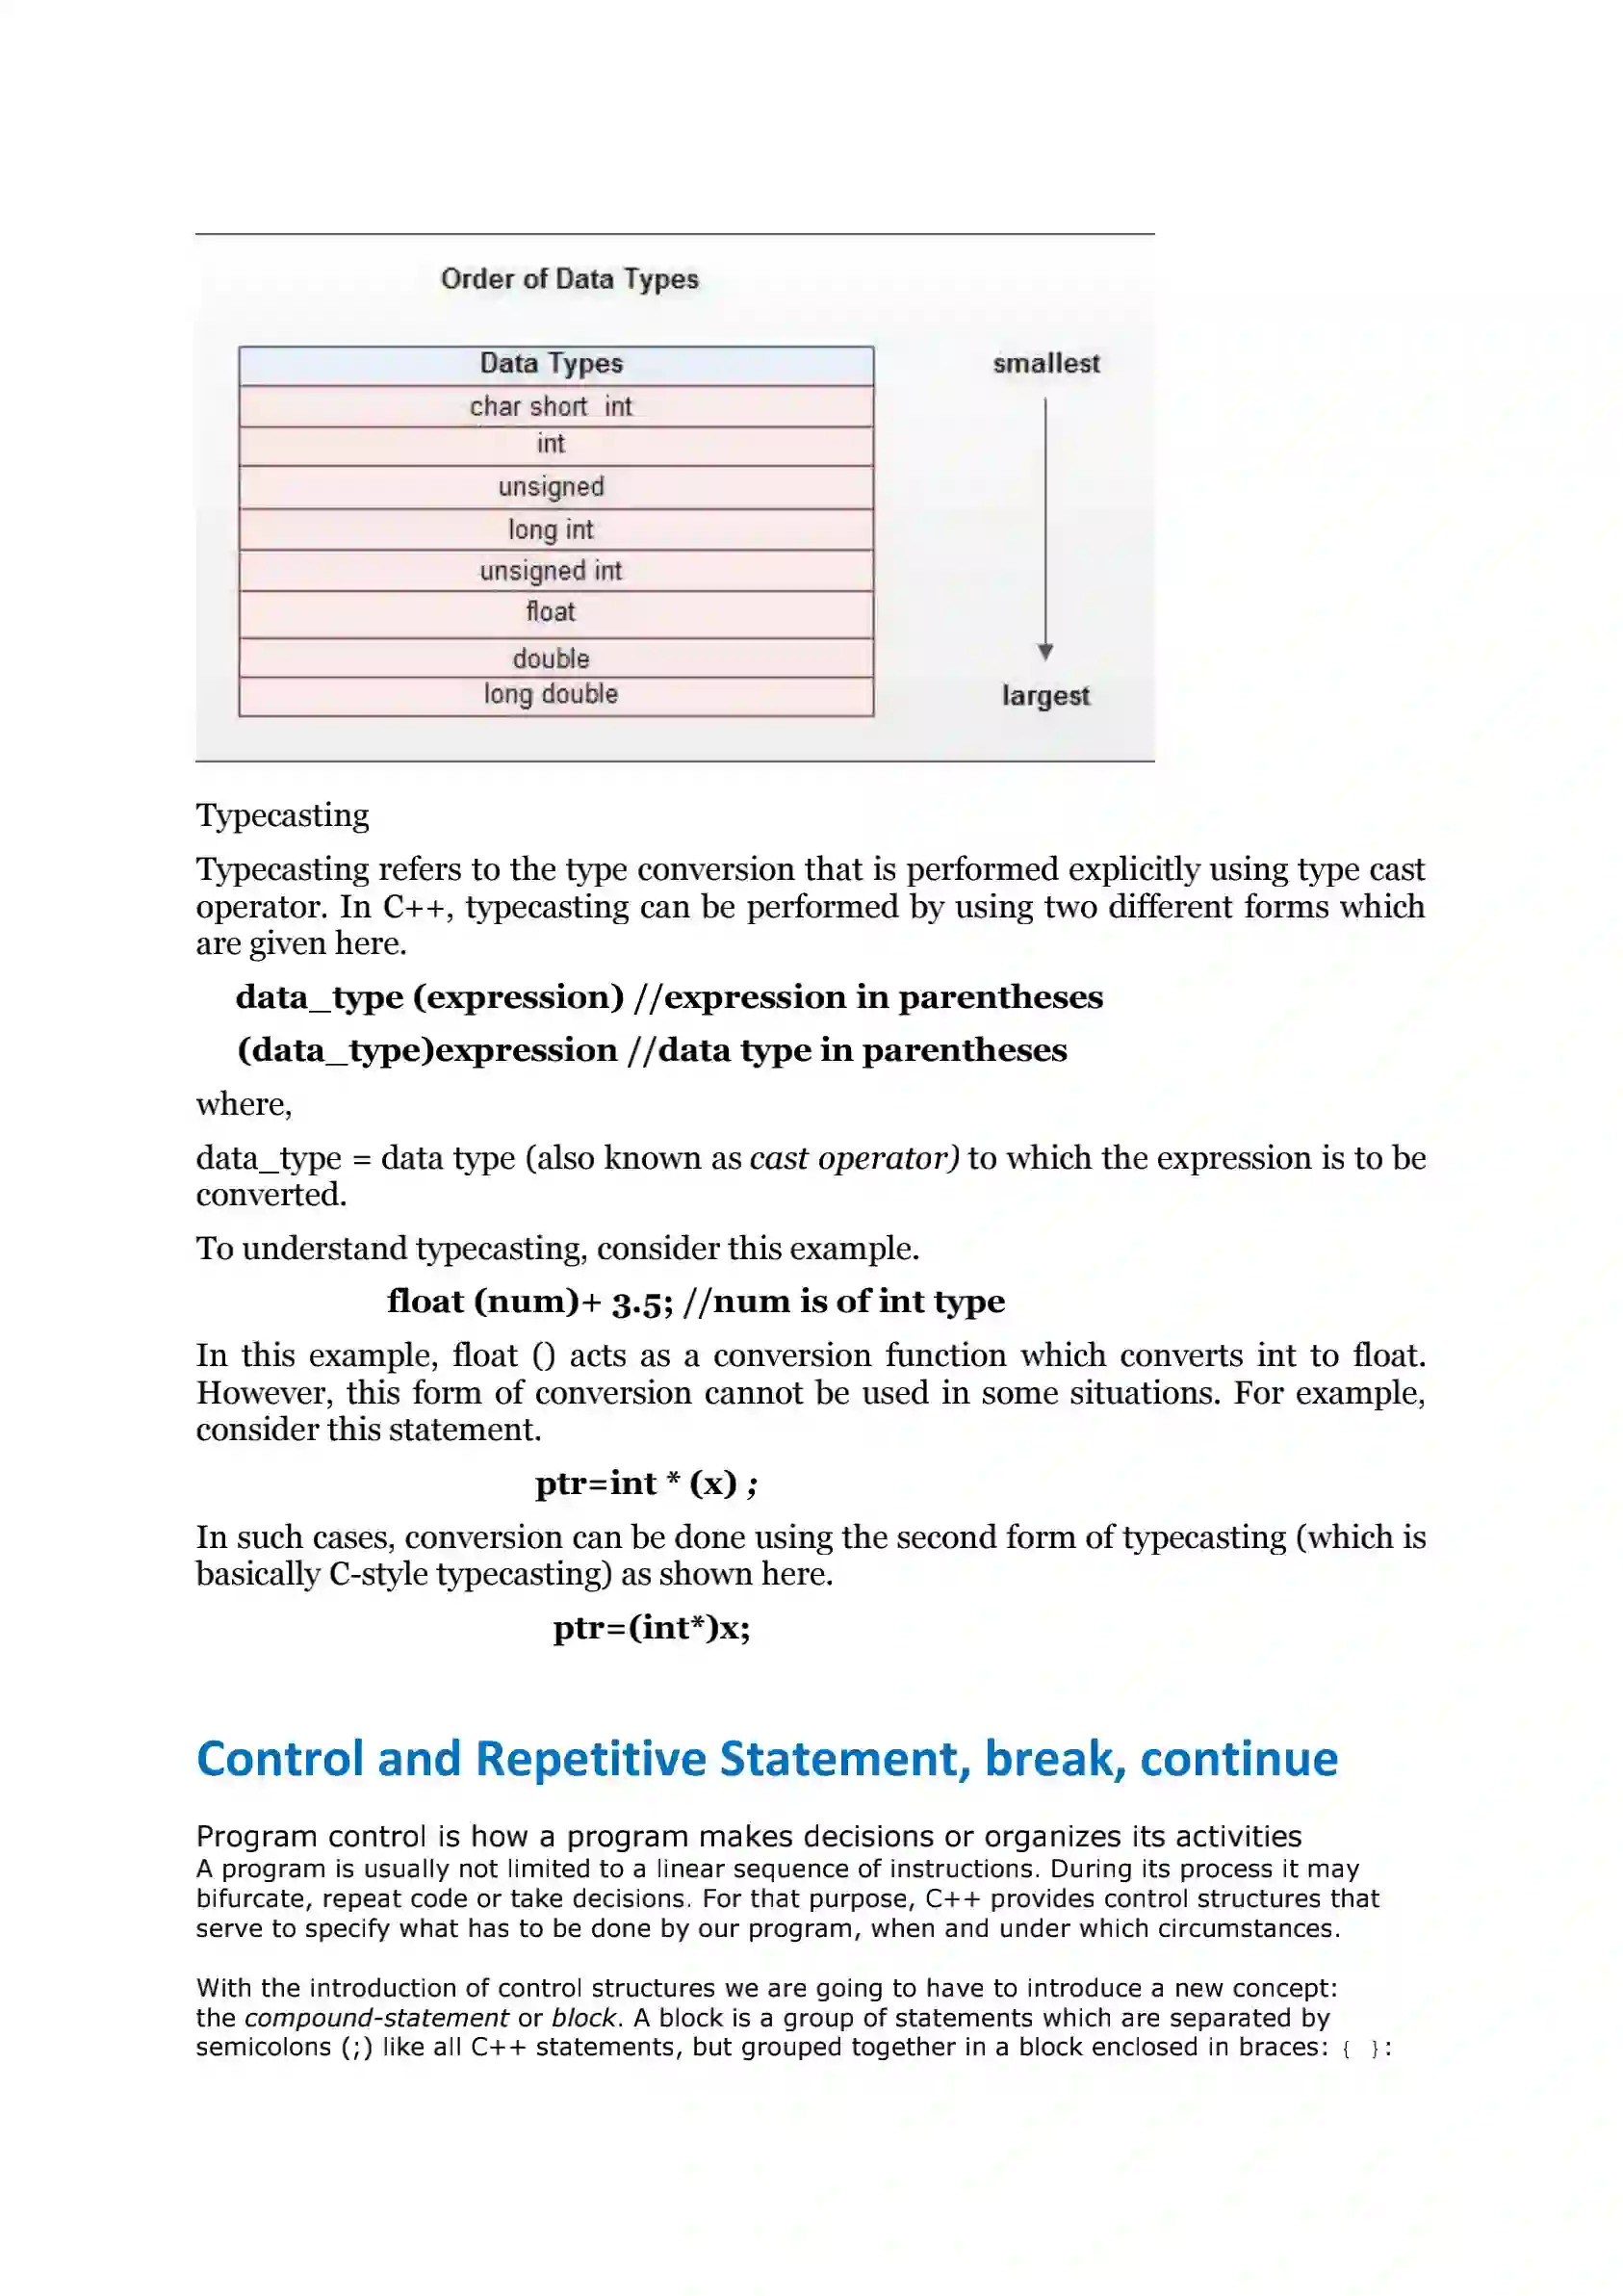 Order of Data Types
Data Types
smallest
char short int
int
unsigned
long int
unsigned int
float
double
long double
largest
Typecasting
Typecasting refers to the type conversion that is performed explicitly using type cast
operator. In C++, typecasting can be performed by using two different forms which
are given here.
data_type (expression) //expression in parentheses
(data_type)expression //data type in parentheses
where,
data_type = data type (also known as cast operator) to which the expression is to be
converted.
To understand typecasting, consider this example.
float (num)+ 3.5; //num is of int type
In this example, float () acts as a conversion function which converts int to float.
However, this form of conversion cannot be used in some situations. For example,
consider this statement.
ptr=int * (x) ;
In such cases, conversion can be done using the second form of typecasting (which is
basically C-style typecasting) as shown here.
ptr=(int*)x;
Control and Repetitive Statement, break, continue
Program control is how a program makes decisions or organizes its activities
A program is usually not limited to a linear sequence of instructions. During its process it may
bifurcate, repeat code or take decisions. For that purpose, C++ provides control structures that
serve to specify what has to be done by our program, when and under which circumstances.
With the introduction of control structures we are going to have to introduce a new concept:
the compound-statement or block. A block is a group of statements which are separated by
semicolons (;) like all C++ statements, but grouped together in a block enclosed in braces: { }: